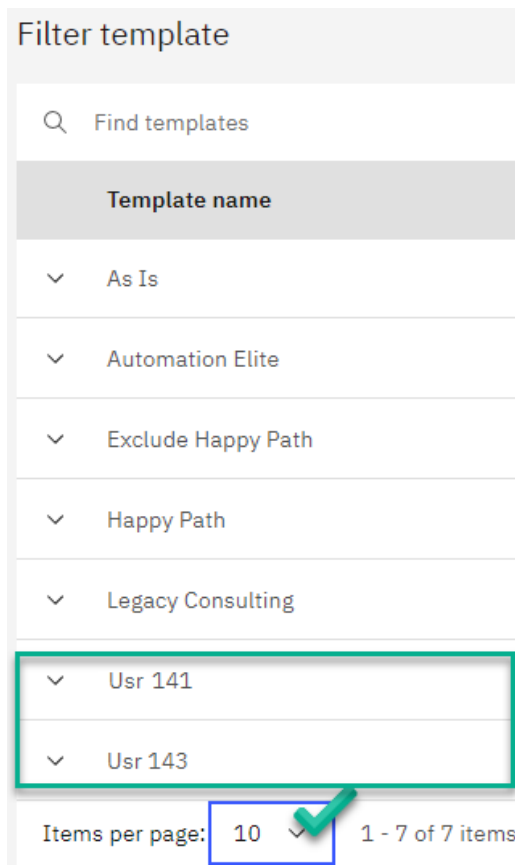 Filter template
Find templates
Template name
As Is
Automation Elite
Exclude Happy Path
Happy Path
Legacy Consulting
Usr 141
Usr 143
Items per page: 10 1 - 7 of 7 items